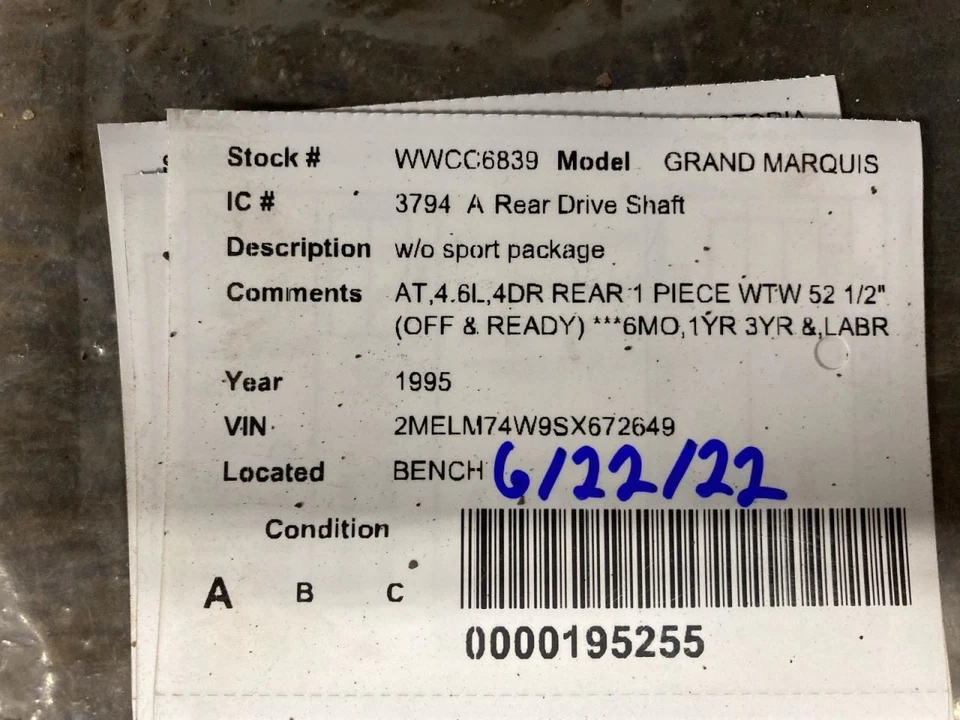 Stock # WWCC6839 Model GRAND MARQUIS
IC # 3794 A Rear Drive Shaft
Description w/o sport package
Comments AT,4.6L,4DR REAR 1 PIECE WTW 52 1/2"
(OFF & READY) ***6MO,1YR 3YR &,LABR
Year 1995
VIN 2MELM74W9SX672649
Located BENCH 6/22/22
Condition
A B C
0000195255